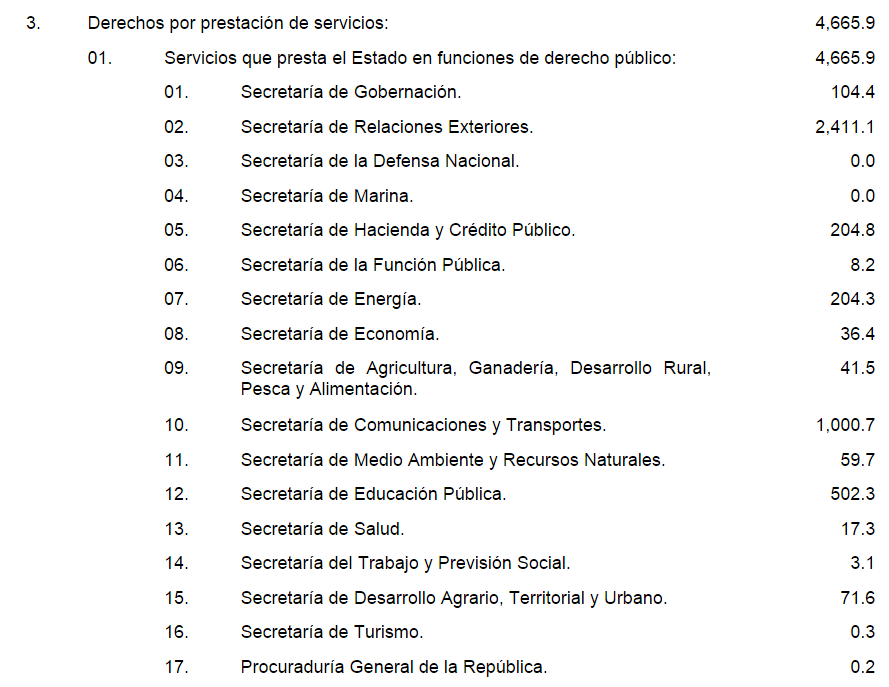 3. Derechos por prestación de servicios: 4,665.9
01. Servicios que presta el Estado en funciones de derecho público: 4,665.9
01. Secretaría de Gobernación. 104.4
02. Secretaría de Relaciones Exteriores. 2,411.1
03. Secretaría de la Defensa Nacional. 0.0
04. Secretaría de Marina. 0.0
05. Secretaría de Hacienda y Crédito Público. 204.8
06. Secretaría de la Función Pública. 8.2
07. Secretaría de Energía. 204.3
08. Secretaría de Economía. 36.4
09. Secretaría de Agricultura, Ganadería, Desarrollo Rural, 41.5
Pesca y Alimentación.
10. Secretaría de Comunicaciones y Transportes. 1,000.7
11. Secretaría de Medio Ambiente y Recursos Naturales. 59.7
12. Secretaría de Educación Pública. 502.3
13. Secretaría de Salud. 17.3
14. Secretaría del Trabajo y Previsión Social. 3.1
15. Secretaría de Desarrollo Agrario, Territorial y Urbano. 71.6
16. Secretaría de Turismo. 0.3
17. Procuraduría General de la República. 0.2